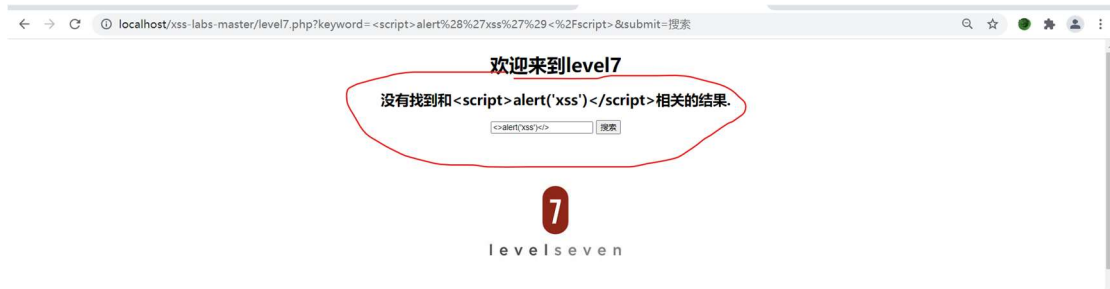 localhost/xss-labs-master/level7.php?keyword=<script>alert%28%27xss%27%29<%2Fscript>&submit=搜索
欢迎来到level7
没有找到和<script>alert('xss')</script>相关的结果.
<>alert('xss')</> 搜索
7
levelseven